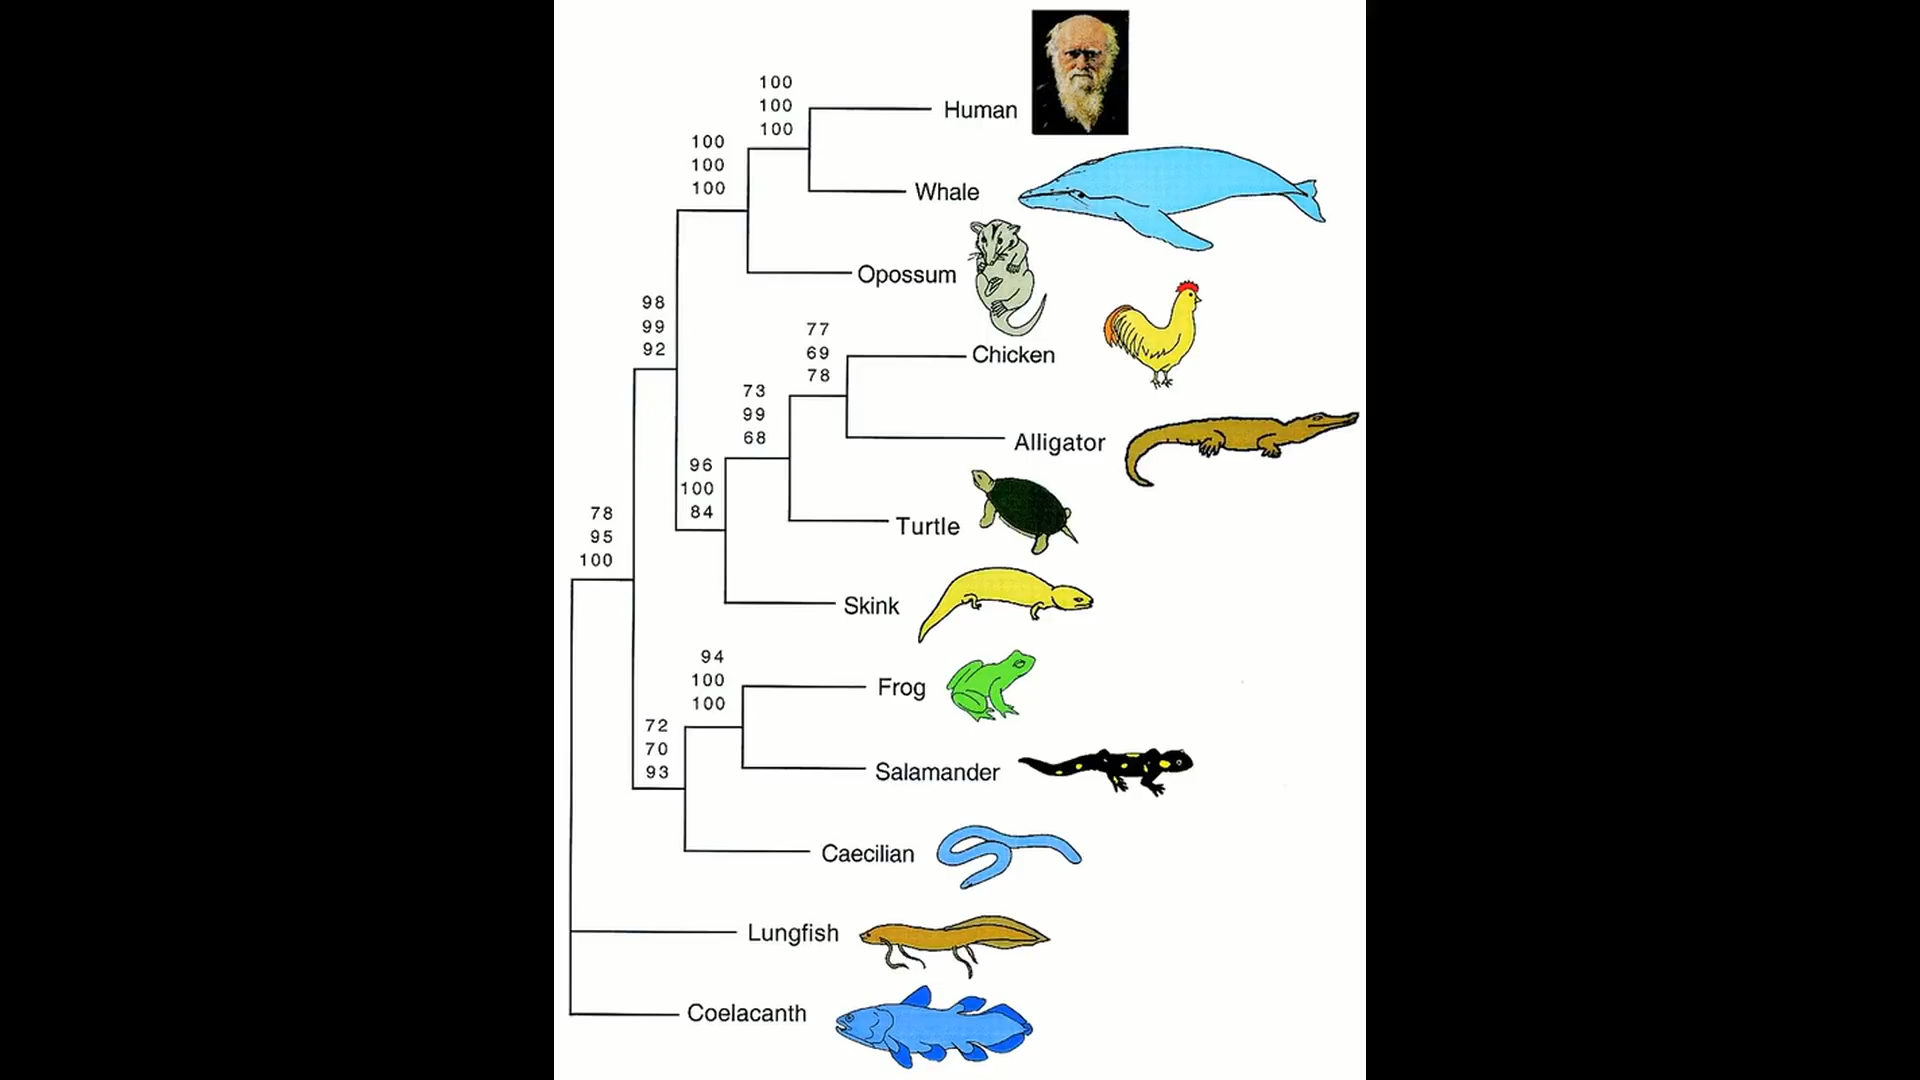 100
100
100
Human
100
100
100
Whale
Opossum
98
99
92
77
69
78
Chicken
73
99
68
Alligator
96
100
84
78
95
100
Turtle
Skink
94
100
100
Frog
72
70
93
Salamander
Caecilian
Lungfish
Coelacanth